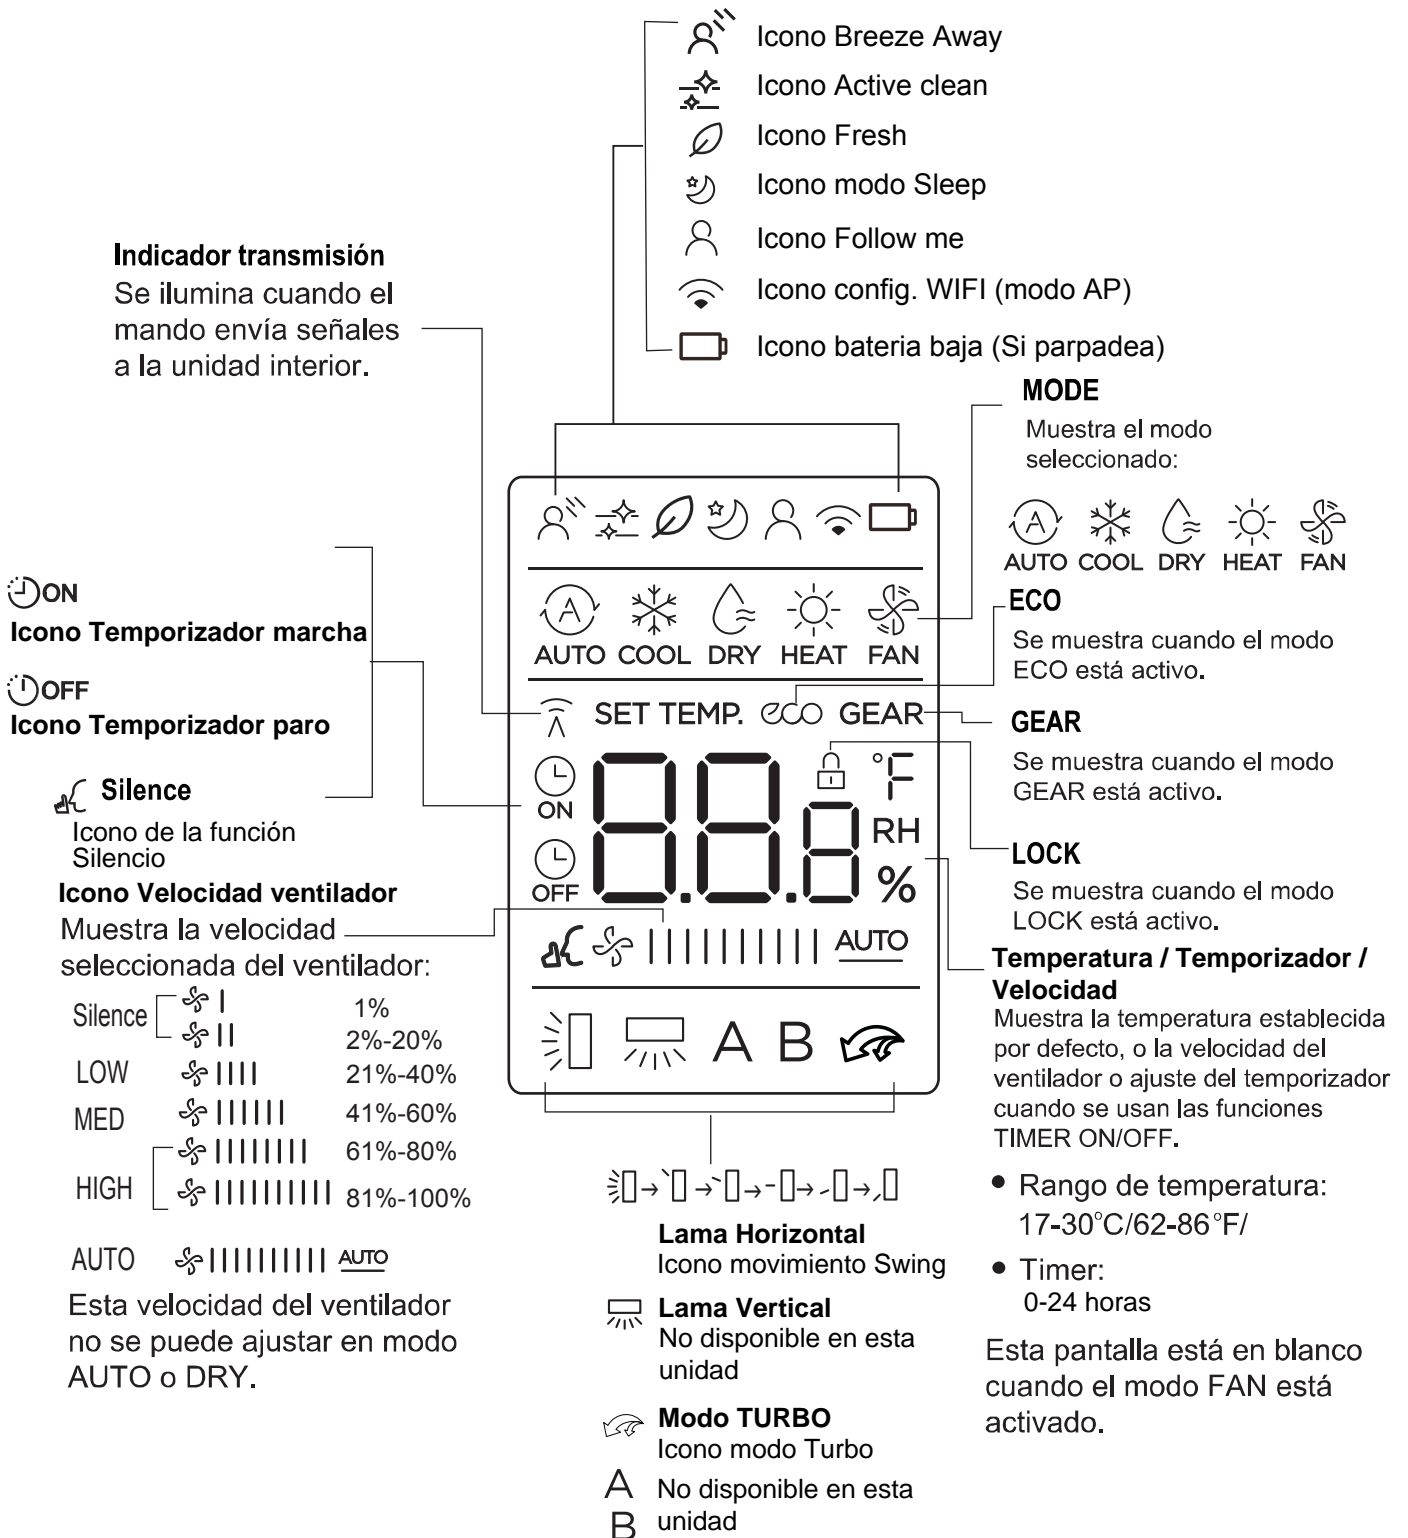 Icono Breeze Away
Icono Active clean
Icono Fresh
Icono modo Sleep
Icono Follow me
Icono config. WIFI (modo AP)
Icono bateria baja (Si parpadea)
Indicador transmisión
Se ilumina cuando el
mando envía señales
a la unidad interior.
ON
Icono Temporizador marcha
OFF
Icono Temporizador paro
Silence
Icono de la función
Silencio
Icono Velocidad ventilador
Muestra la velocidad
seleccionada del ventilador:
Silence
1%
2%-20%
LOW 21%-40%
MED 41%-60%
HIGH
61%-80%
81%-100%
AUTO AUTO
Esta velocidad del ventilador
no se puede ajustar en modo
AUTO o DRY.
A
AUTO COOL DRY HEAT FAN
SET TEMP. eco GEAR
ON
OFF
88.8
°F
RH
%
AUTO
A B
Lama Horizontal
Icono movimiento Swing
Lama Vertical
No disponible en esta
unidad
Modo TURBO
Icono modo Turbo
A No disponible en esta
B unidad
MODE
Muestra el modo
seleccionado:
A
AUTO COOL DRY HEAT FAN
ECO
Se muestra cuando el modo
ECO está activo.
GEAR
Se muestra cuando el modo
GEAR está activo.
LOCK
Se muestra cuando el modo
LOCK está activo.
Temperatura / Temporizador /
Velocidad
Muestra la temperatura establecida
por defecto, o la velocidad del
ventilador o ajuste del temporizador
cuando se usan las funciones
TIMER ON/OFF.
• Rango de temperatura:
17-30°C/62-86°F/
• Timer:
0-24 horas
Esta pantalla está en blanco
cuando el modo FAN está
activado.